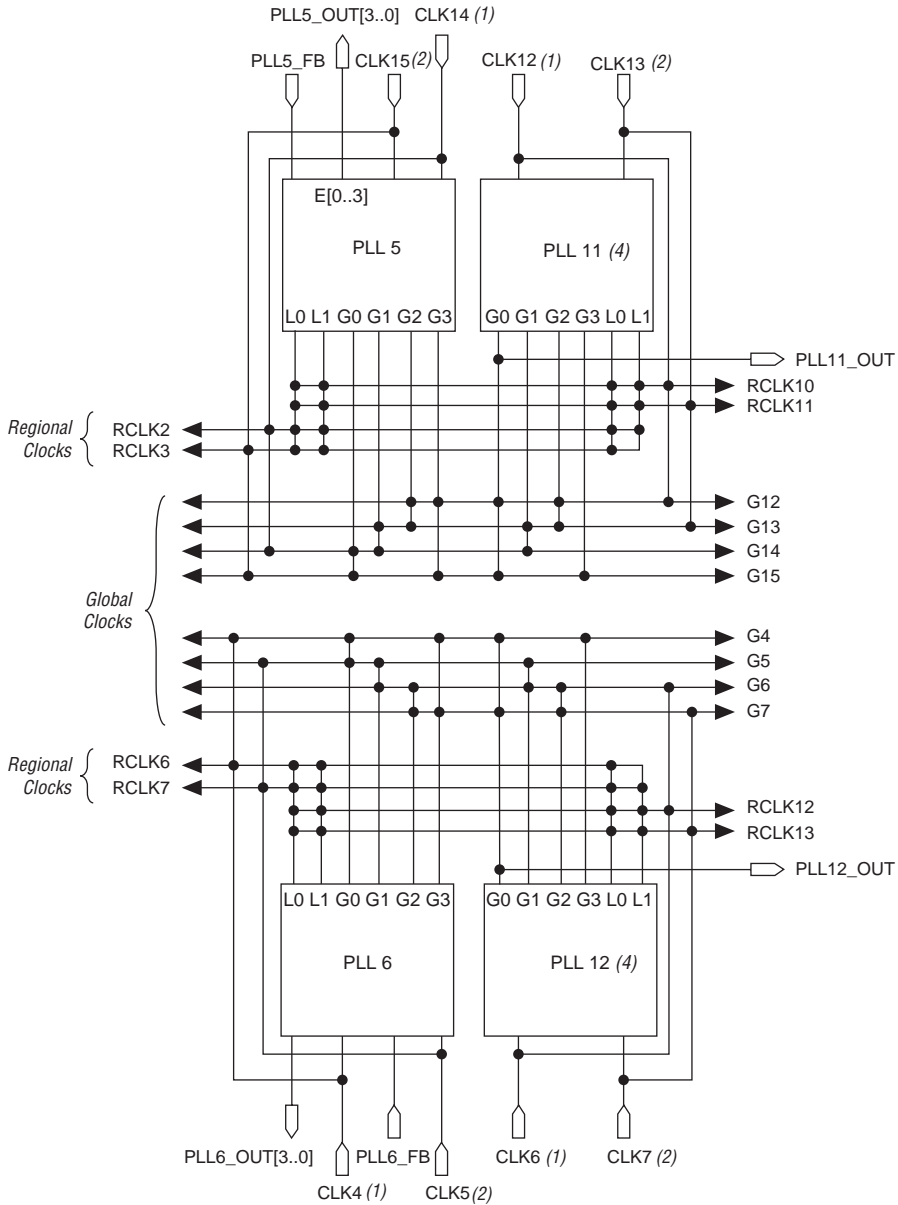 PLL5_OUT[3..0] CLK14 (1)
PLL5_FB CLK15 (2) CLK12 (1) CLK13 (2)
E[0..3]
PLL 5 PLL 11 (4)
L0 L1 G0 G1 G2 G3 G0 G1 G2 G3 L0 L1
PLL11_OUT
RCLK10
RCLK11
Regional Clocks
RCLK2
RCLK3
G12
G13
G14
G15
Global
Clocks
G4
G5
G6
G7
Regional Clocks
RCLK6
RCLK7
RCLK12
RCLK13
PLL12_OUT
L0 L1 G0 G1 G2 G3 G0 G1 G2 G3 L0 L1
PLL 6 PLL 12 (4)
PLL6_OUT[3..0] PLL6_FB CLK6 (1) CLK7 (2)
CLK4 (1) CLK5 (2)